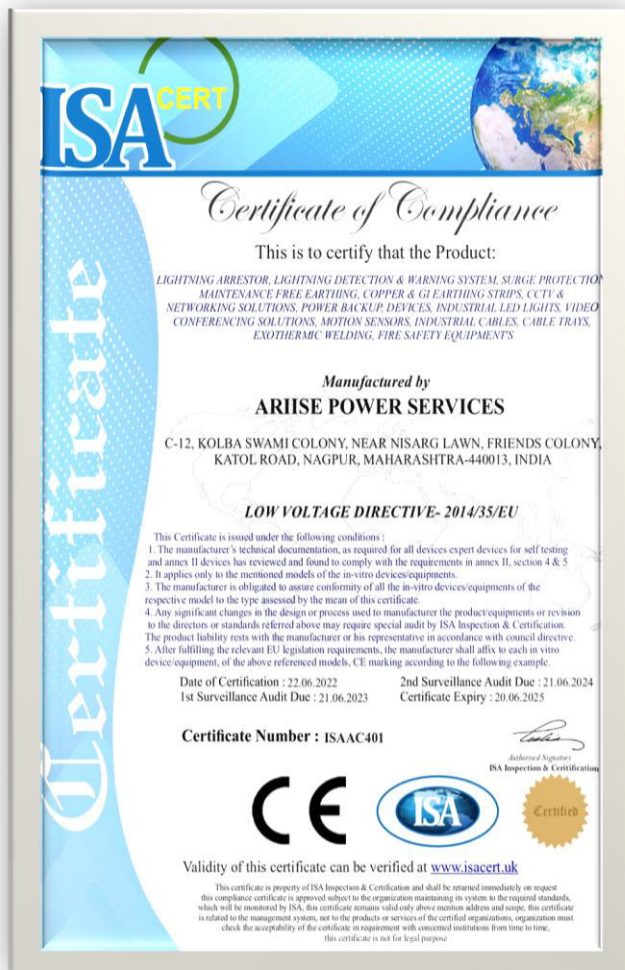 ISA CERT
Certificate
Certificate of Compliance
This is to certify that the Product:
LIGHTNING ARRESTOR, LIGHTNING DETECTION & WARNING SYSTEM, SURGE PROTECTION
MAINTENANCE FREE EARTHING, COPPER & GI EARTHING STRIPS, CCTV &
NETWORKING SOLUTIONS, POWER BACKUP, DEVICES, INDUSTRIAL LED LIGHTS, VIDEO
CONFERENCING SOLUTIONS, MOTION SENSORS, INDUSTRIAL CABLES, CABLE TRAYS,
EXOTHERMIC WELDING, FIRE SAFETY EQUIPMENT'S
Manufactured by
ARIISE POWER SERVICES
C-12, KOLBA SWAMI COLONY, NEAR NISARG LAWN, FRIENDS COLONY,
KATOL ROAD, NAGPUR, MAHARASHTRA-440013, INDIA
LOW VOLTAGE DIRECTIVE- 2014/35/EU
This Certificate is issued under the following conditions :
1. The manufacturer's technical documentation, as required for all devices expert devices for self testing
and annex II devices has reviewed and found to comply with the requirements in annex II, section 4 & 5
2. It applies only to the mentioned models of the in-vitro devices/equipments.
3. The manufacturer is obligated to assure conformity of all the in-vitro devices/equipments of the
respective model to the type assessed by the mean of this certificate.
4. Any significant changes in the design or process used to manufacturer the product/equipments or revision
to the directors or standards referred above may require special audit by ISA Inspection & Certification.
The product liability rests with the manufacturer or his representative in accordance with council directive.
5. After fulfilling the relevant EU legislation requirements, the manufacturer shall affix to each in vitro
device/equipment, of the above referenced models, CE marking according to the following example.
Date of Certification : 22.06.2022 2nd Surveillance Audit Due : 21.06.2024
1st Surveillance Audit Due : 21.06.2023 Certificate Expiry : 20.06.2025
Certificate Number : ISAAC401
Authorised Signatory
ISA Inspection & Ceritification
CE
ISA
Certified
Validity of this certificate can be verified at www.isacert.uk
This certificate is property of ISA Inspection & Certification and shall be returned immediately on request
this compliance certificate is approved subject to the organization maintaining its system to the required standards,
which will be monitored by ISA, this certificate remains valid only above mention address and scope, this certificate
is related to the management system, not to the products or services of the certified organizations, organization must
check the acceptability of the certificate in requirement with concerned institutions from time to time,
this certificate is not for legal purpose